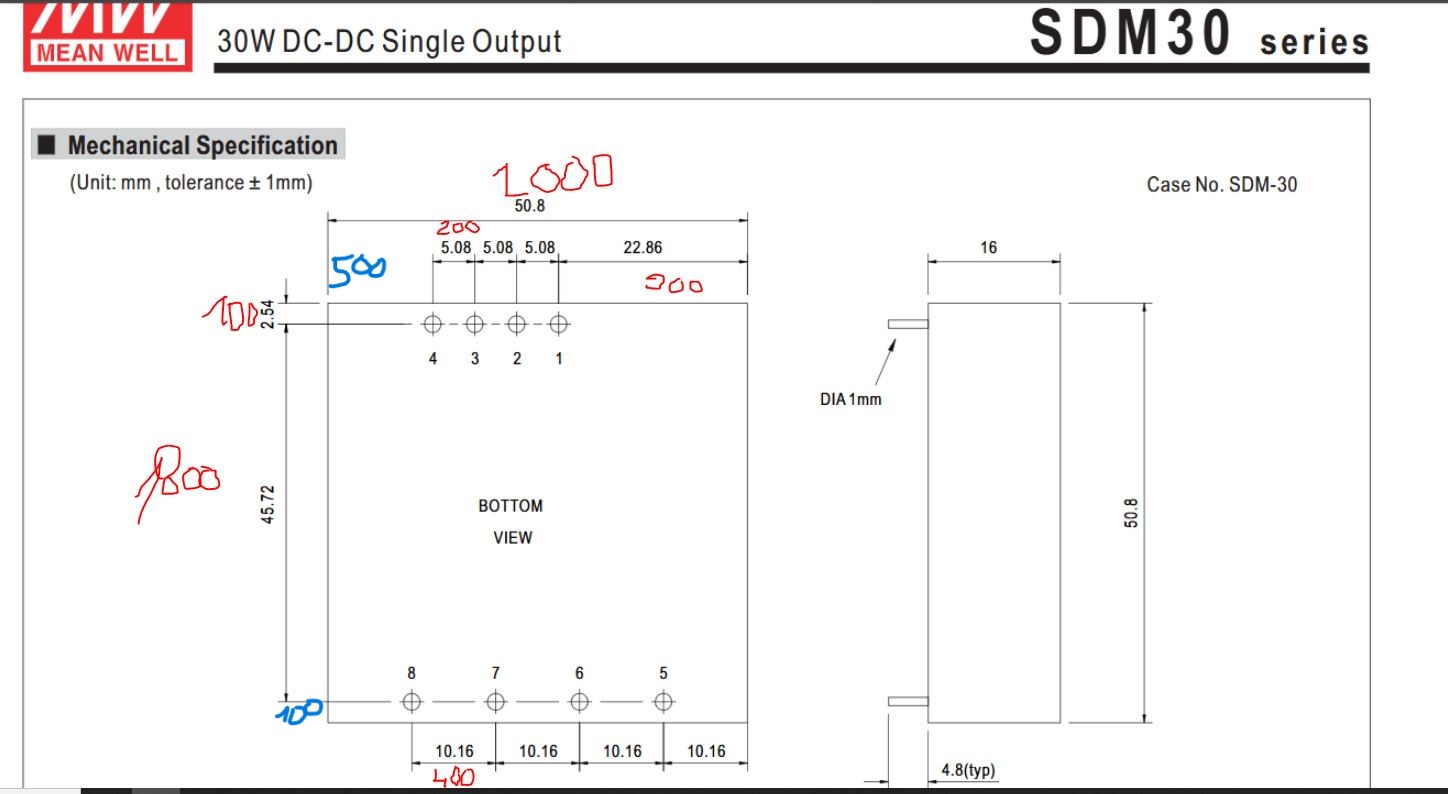 MW
MEAN WELL
30W DC-DC Single Output
SDM30 series
■ Mechanical Specification
(Unit: mm , tolerance ± 1mm)
Case No. SDM-30
2000
50.8
200
5.08 5.08 5.08 22.86
16
500
900
100
2.54
4 3 2 1
DIA 1mm
1800
45.72
BOTTOM
VIEW
50.8
8 7 6 5
100
10.16 10.16 10.16 10.16
400
4.8(typ)